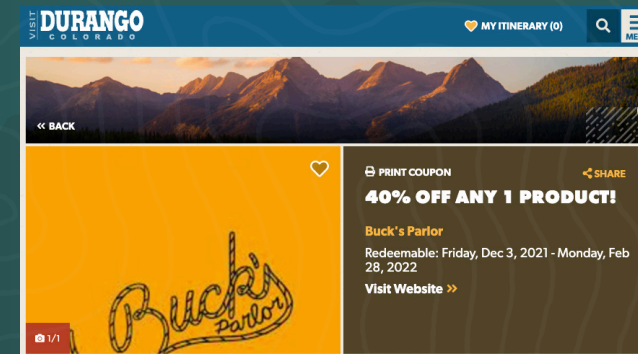 VISIT
DURANGO
COLORADO
MY ITINERARY (0)
ME
« BACK
PRINT COUPON
SHARE
40% OFF ANY 1 PRODUCT!
Buck's Parlor
Redeemable: Friday, Dec 3, 2021 - Monday, Feb
28, 2022
Visit Website »
Buck's
Parlor
1/1